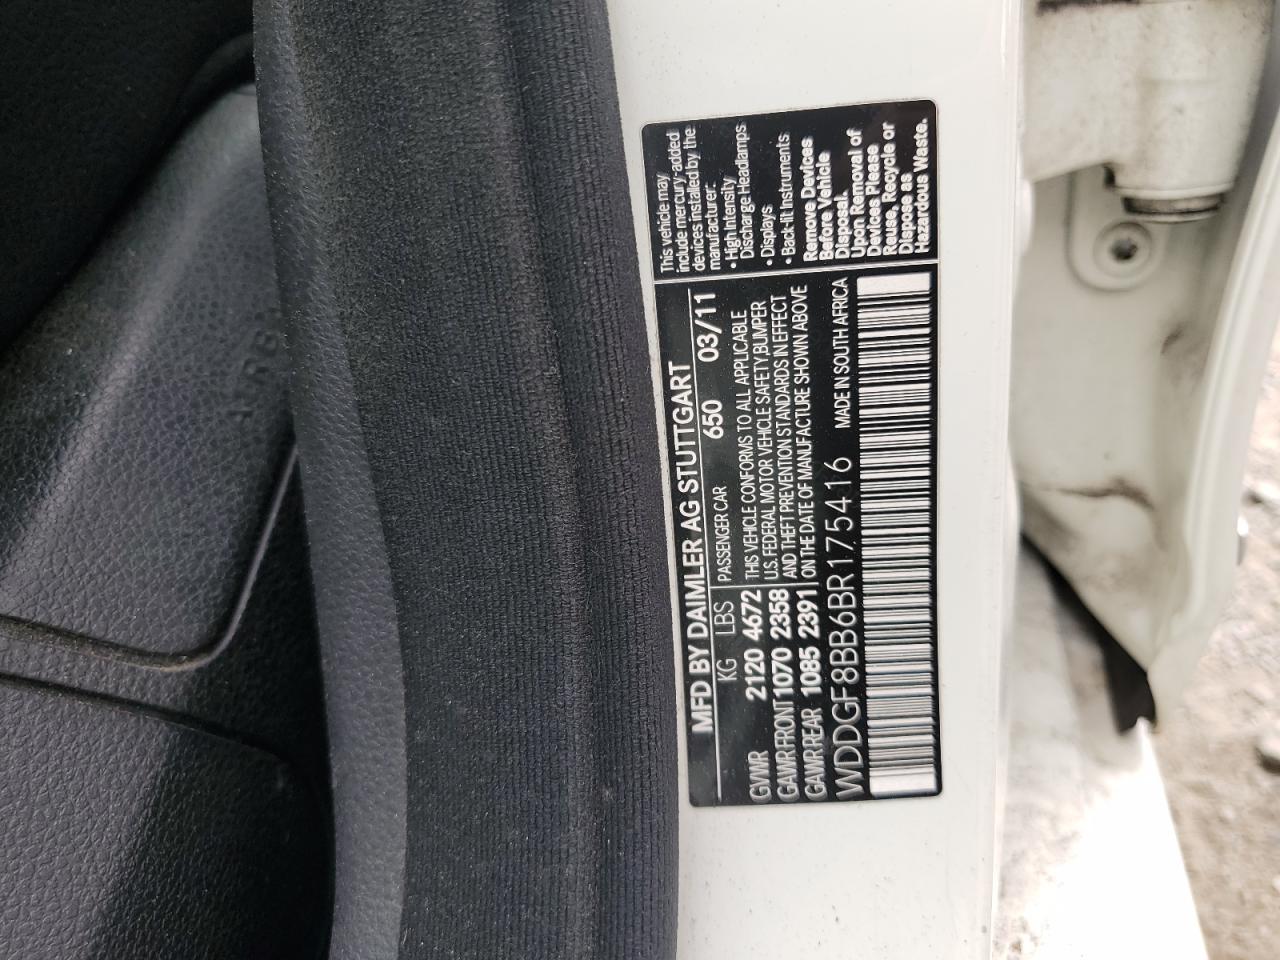 MFD BY DAIMLER AG STUTTGART
KG LBS PASSENGER CAR 650 03/11
GVWR 2120 4672 THIS VEHICLE CONFORMS TO ALL APPLICABLE
GAWR FRONT 1070 2358 U.S. FEDERAL MOTOR VEHICLE SAFETY, BUMPER
AND THEFT PREVENTION STANDARDS IN EFFECT
GAWR REAR 1085 2391 ON THE DATE OF MANUFACTURE SHOWN ABOVE
WDDGF8BB6BR175416 MADE IN SOUTH AFRICA
This vehicle may
include mercury-added
devices installed by the
manufacturer:
• High Intensity
Discharge Headlamps
• Displays
• Back-lit Instruments
Remove Devices
Before Vehicle
Disposal.
Upon Removal of
Devices Please
Reuse, Recycle or
Dispose as
Hazardous Waste.